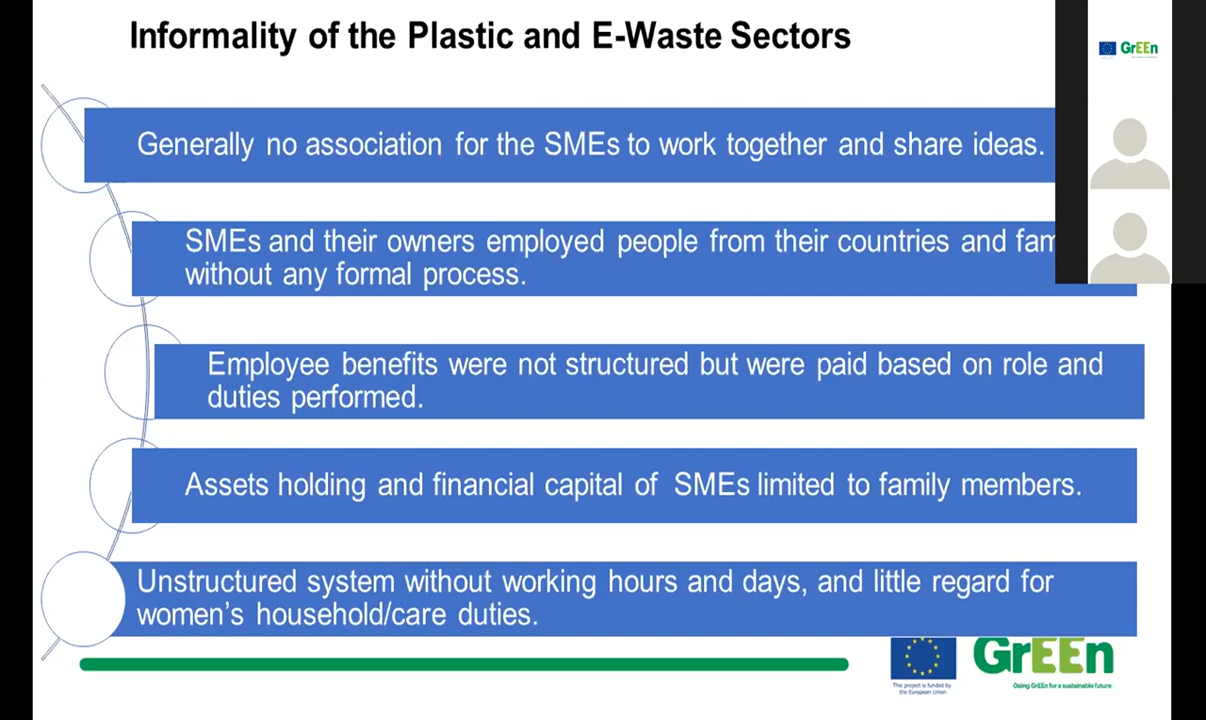 Informality of the Plastic and E-Waste Sectors
GrEEn
Generally no association for the SMEs to work together and share ideas.
SMEs and their owners employed people from their countries and
without any formal process.
Employee benefits were not structured but were paid based on role and
duties performed.
Assets holding and financial capital of SMEs limited to family members.
Unstructured system without working hours and days, and little regard for
women's household/care duties.
This project is funded by
the European Union
GrEEn
Going GrEEn for a sustainable future